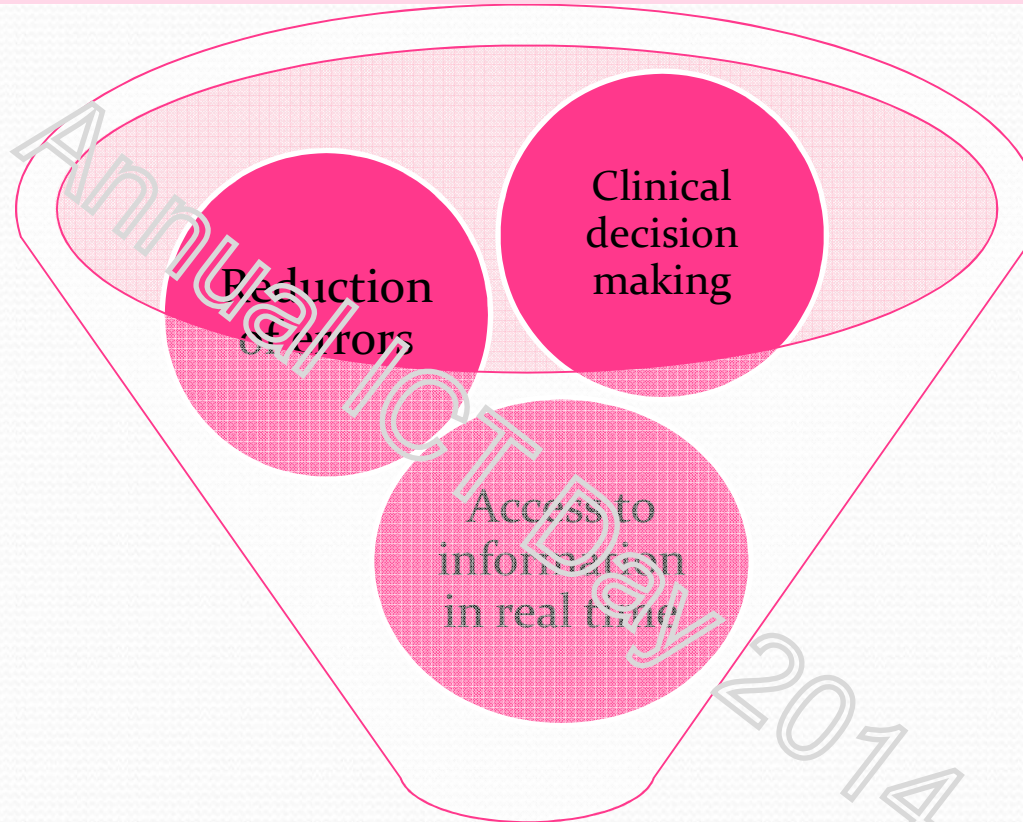 Clinical
decision
making
Reduction
of errors
Access to
information
in real time
Annual ICT Day 2014